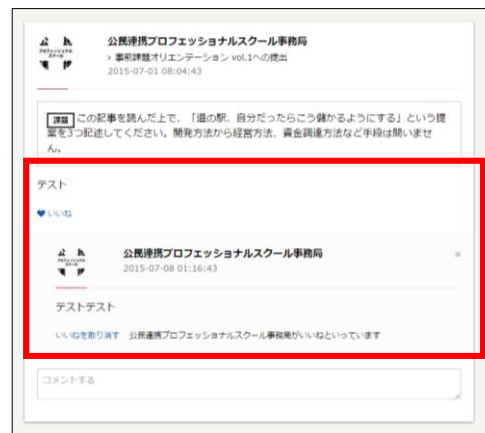 公民連携プロフェッショナルスクール事務局
› 事前課題オリエンテーション vol.1への提出
2015-07-01 08:04:43
課題 この記事を読んだ上で、「道の駅、自分だったらこう儲かるようにする」という提
案を3つ記述してください。開発方法から経営方法、資金調達方法など手段は問いませ
ん。
テスト
いいね
公民連携プロフェッショナルスクール事務局
×
2015-07-08 01:16:43
テストテスト
いいねを取り消す 公民連携プロフェッショナルスクール事務局がいいねといっています
コメントする